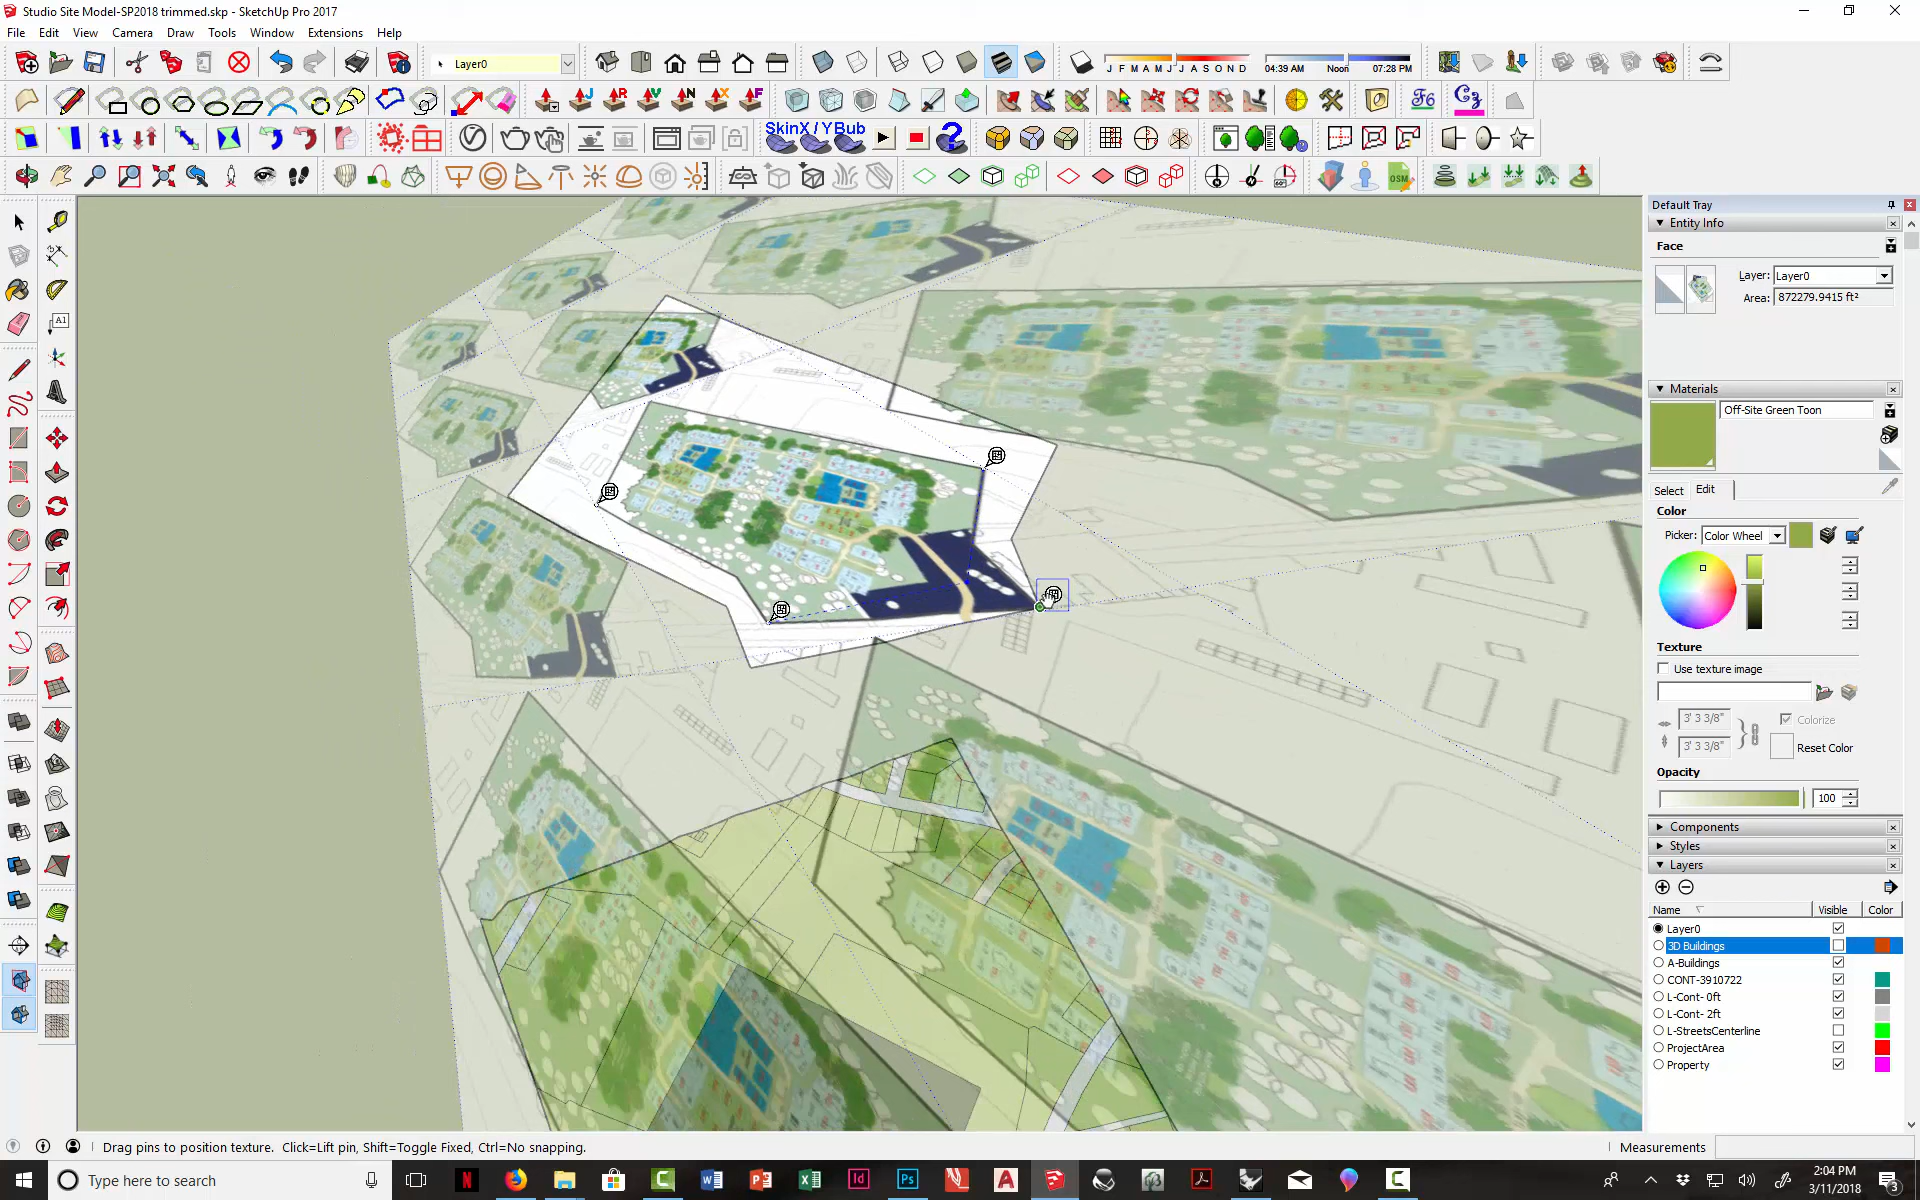 Studio Site Model-SP2018 trimmed.skp - SketchUp Pro 2017
File Edit View Camera Draw Tools Window Extensions Help
Layer0
J F M A M J J A S O N D
04:39 AM Noon 07:28 PM
SkinX / YBub
Default Tray
Entity Info
Face
Layer: Layer0
Area: 872279.9415 ft²
Materials
Off-Site Green Toon
Select Edit
Color
Picker: Color Wheel
Texture
Use texture image
3' 3 3/8"
Colorize
3' 3 3/8"
Reset Color
Opacity
100
Components
Styles
Layers
Name Visible Color
Layer0
3D Buildings
A-Buildings
CONT-3910722
L-Cont- 0ft
L-Cont- 2ft
L-StreetsCenterline
ProjectArea
Property
Drag pins to position texture. Click=Lift pin, Shift=Toggle Fixed, Ctrl=No snapping.
Measurements
Type here to search
2:04 PM
3/11/2018